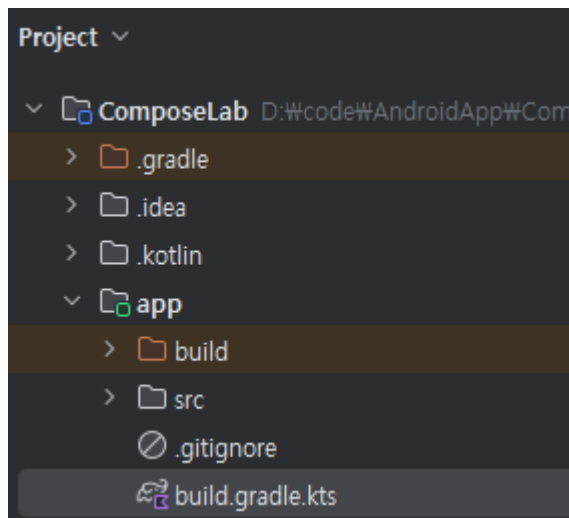 Project
ComposeLab D:₩code₩AndroidApp₩Com
.gradle
.idea
.kotlin
app
build
src
.gitignore
build.gradle.kts